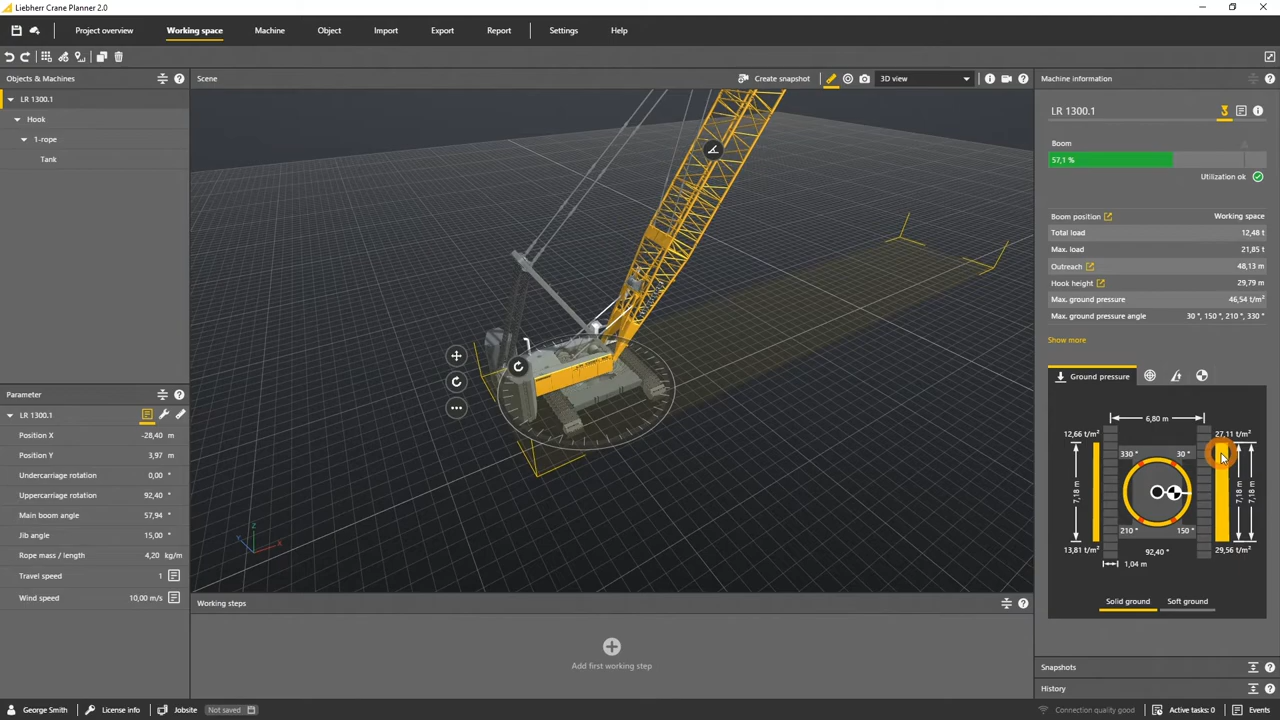 Liebherr Crane Planner 2.0
Project overview Working space Machine Object Import Export Report Settings Help
Objects & Machines
LR 1300.1
Hook
1-rope
Tank
Parameter
LR 1300.1
Position X -28,40 m
Position Y 3,97 m
Undercarriage rotation 0,00 °
Uppercarriage rotation 92,40 °
Main boom angle 57,94 °
Jib angle 15,00 °
Rope mass / length 4,20 kg/m
Travel speed 1
Wind speed 10,00 m/s
Scene Create snapshot 3D view
Z
Y X
Working steps
Add first working step
Machine information
LR 1300.1
Boom
57,1 %
Utilization ok
Boom position Working space
Total load 12,48 t
Max. load 21,85 t
Outreach 48,13 m
Hook height 29,79 m
Max. ground pressure 46,54 t/m²
Max. ground pressure angle 30 °, 150 °, 210 °, 330 °
Show more
Ground pressure
6,80 m
12,66 t/m² 27,11 t/m²
330 ° 30 °
7,18 m 7,18 m 7,18 m
210 ° 150 °
13,81 t/m² 92,40 ° 29,56 t/m²
1,04 m
Solid ground Soft ground
Snapshots
History
George Smith License info Jobsite Not saved Connection quality good Active tasks: 0 Events